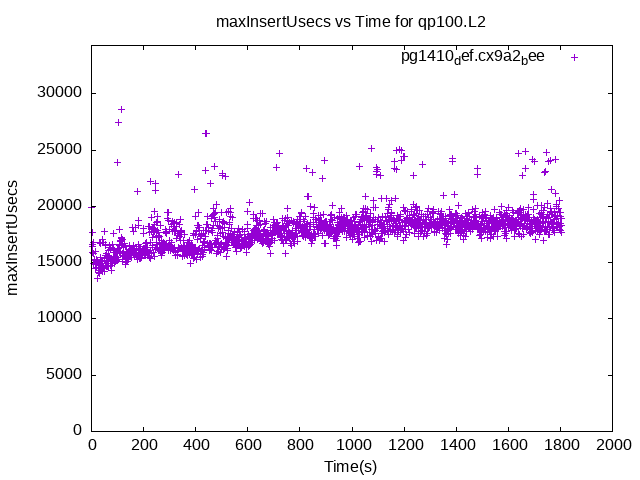 maxInsertUsecs vs Time for qp100.L2
pg1410def.cx9a2bee
maxInsertUsecs
30000
25000
20000
15000
10000
5000
0
0 200 400 600 800 1000 1200 1400 1600 1800 2000
Time(s)